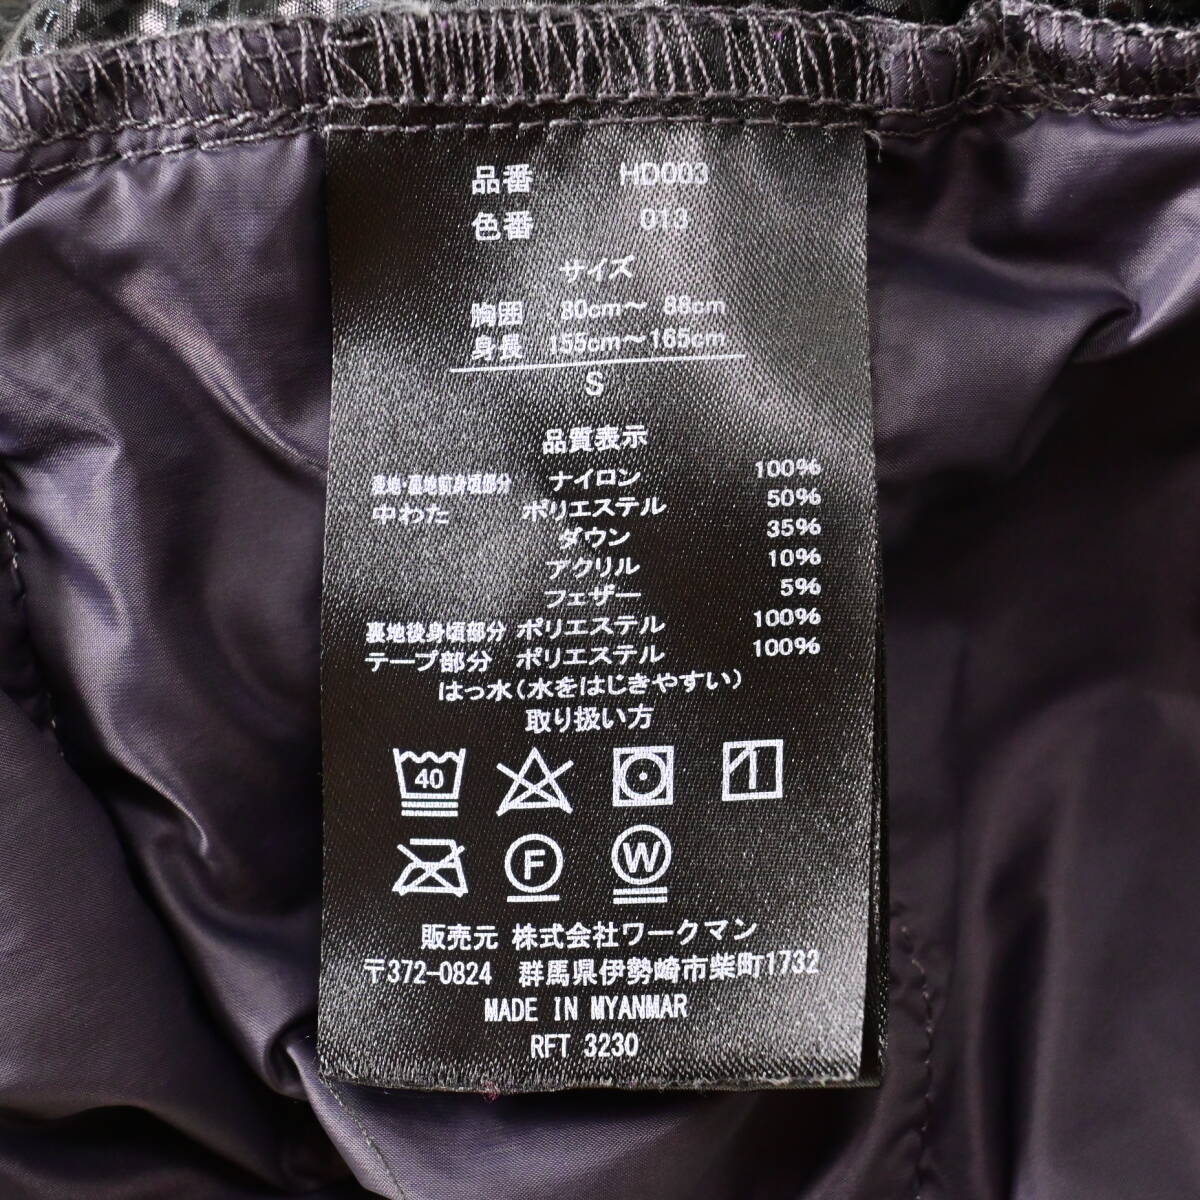 品番 HD003
色番 013
サイズ
胸囲 80cm～ 88cm
身長 155cm～165cm
S
品質表示
表地・裏地前身頃部分 ナイロン 100%
中わた ポリエステル 50%
ダウン 35%
アクリル 10%
フェザー 5%
裏地後身頃部分 ポリエステル 100%
テープ部分 ポリエステル 100%
はっ水(水をはじきやすい)
取り扱い方
40
F W
販売元 株式会社ワークマン
〒372-0824 群馬県伊勢崎市柴町1732
MADE IN MYANMAR
RFT 3230